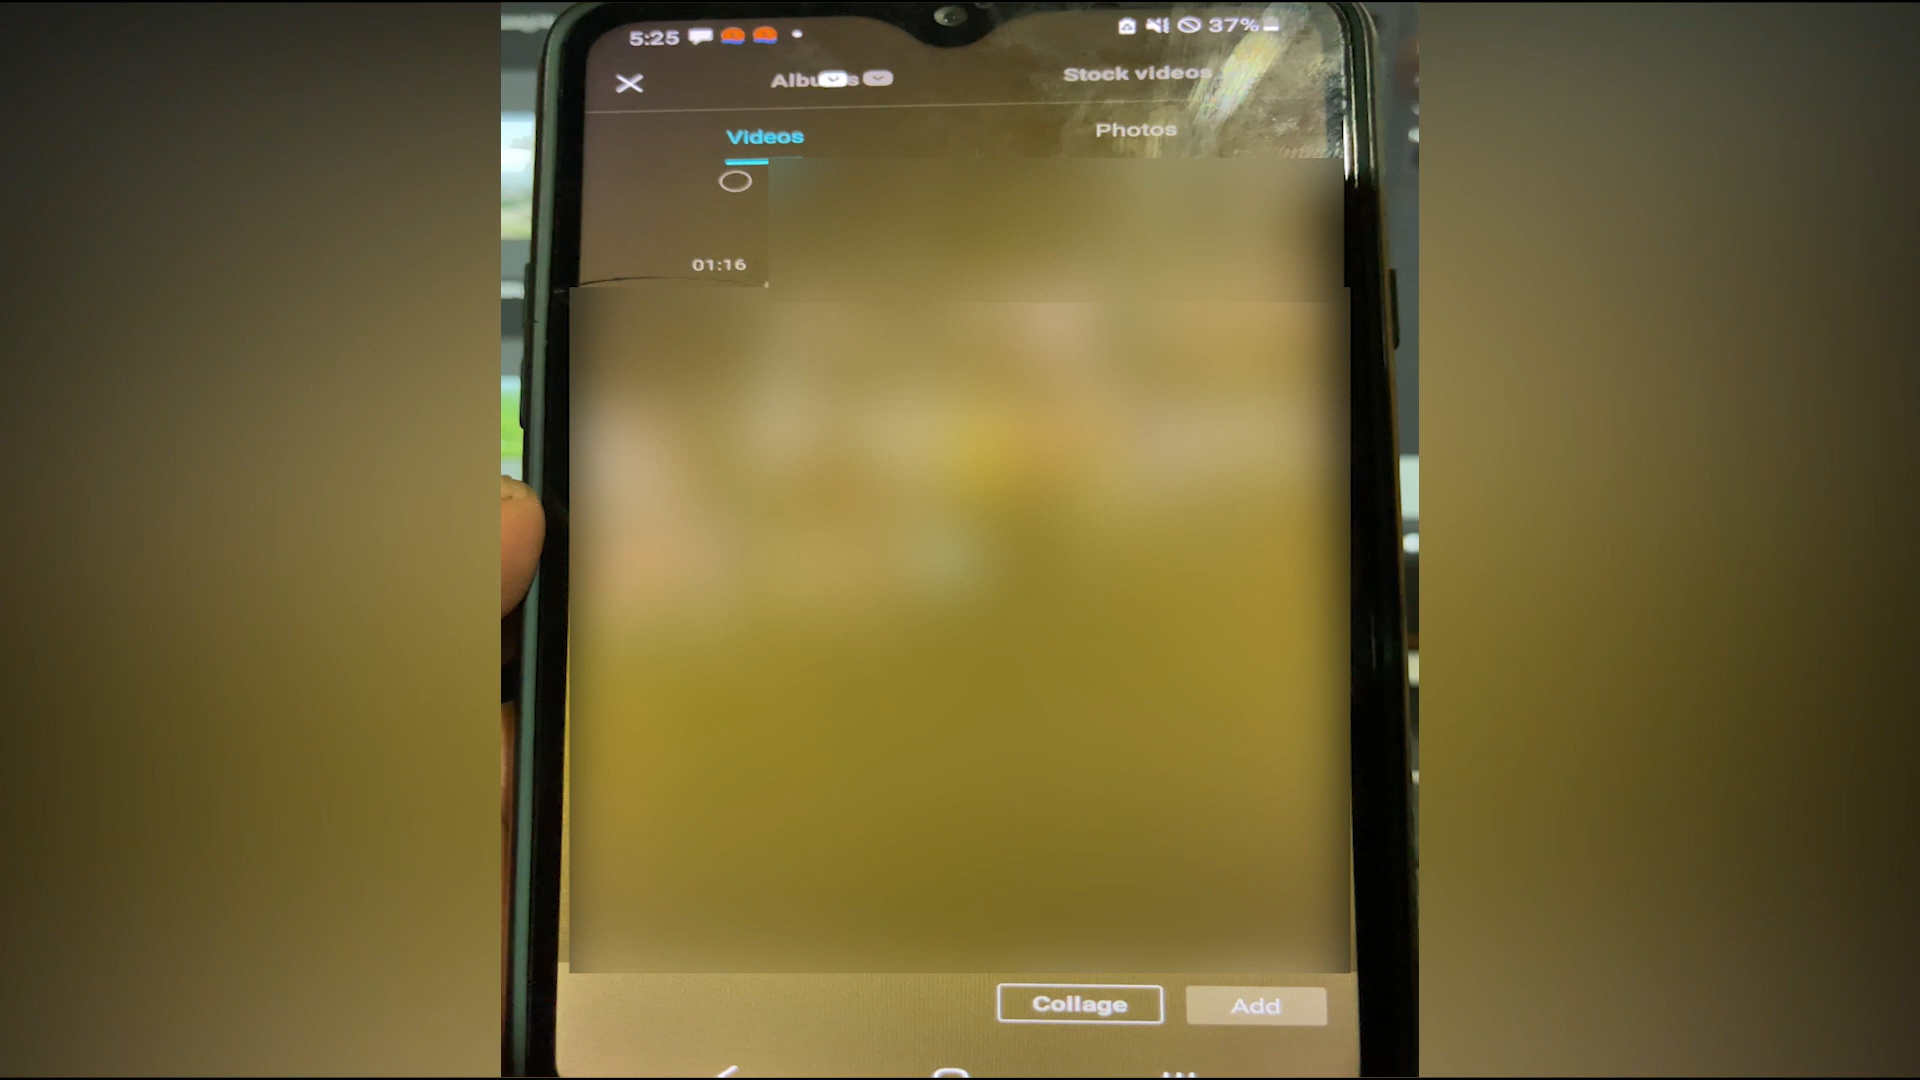 5:25 37%
Albums Stock videos
Videos Photos
01:16
Collage Add